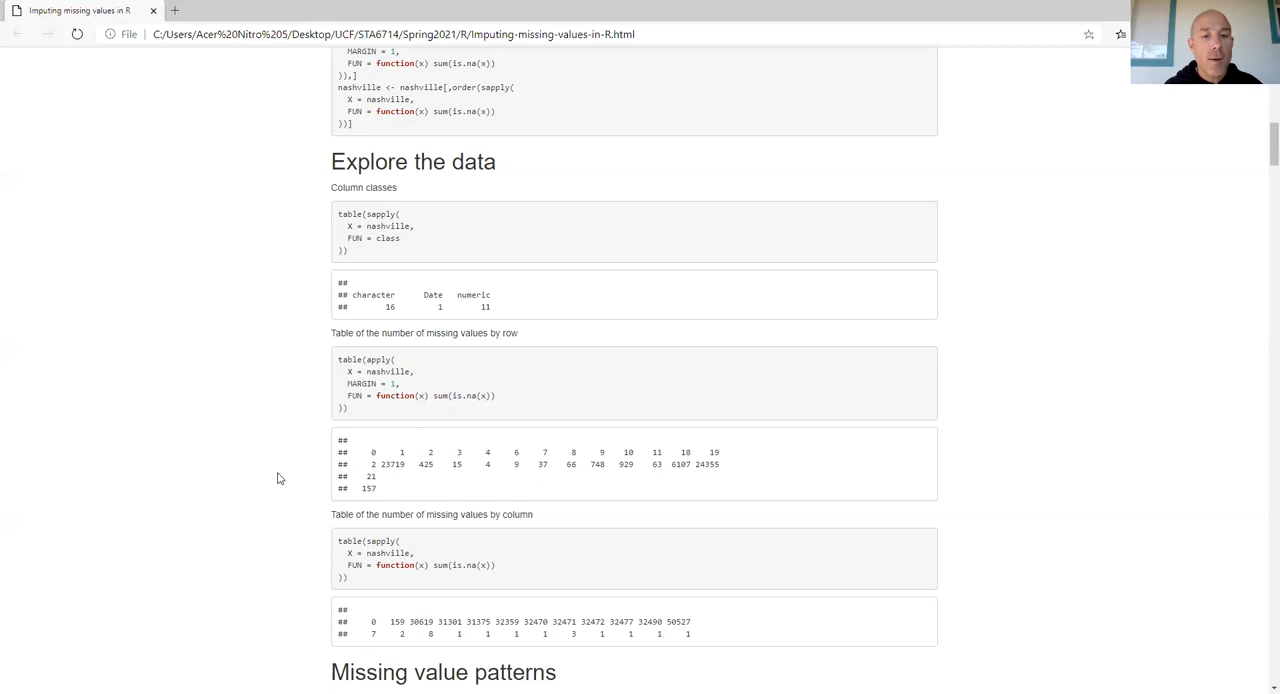 Imputing missing values in R
File C:/Users/Acer%20Nitro%205/Desktop/UCF/STA6714/Spring2021/R/Imputing-missing-values-in-R.html
MARGIN = 1,
FUN = function(x) sum(is.na(x))
)),]
nashville <- nashville[,order(sapply(
X = nashville,
FUN = function(x) sum(is.na(x))
))]
Explore the data
Column classes
table(sapply(
X = nashville,
FUN = class
))
##
## character Date numeric
## 16 1 11
Table of the number of missing values by row
table(apply(
X = nashville,
MARGIN = 1,
FUN = function(x) sum(is.na(x))
))
##
## 0 1 2 3 4 6 7 8 9 10 11 18 19
## 2 23719 425 15 4 9 37 66 748 929 63 6107 24355
## 21
## 157
Table of the number of missing values by column
table(sapply(
X = nashville,
FUN = function(x) sum(is.na(x))
))
##
## 0 159 30619 31301 31375 32359 32470 32471 32472 32477 32490 50527
## 7 2 8 1 1 1 1 3 1 1 1 1
Missing value patterns